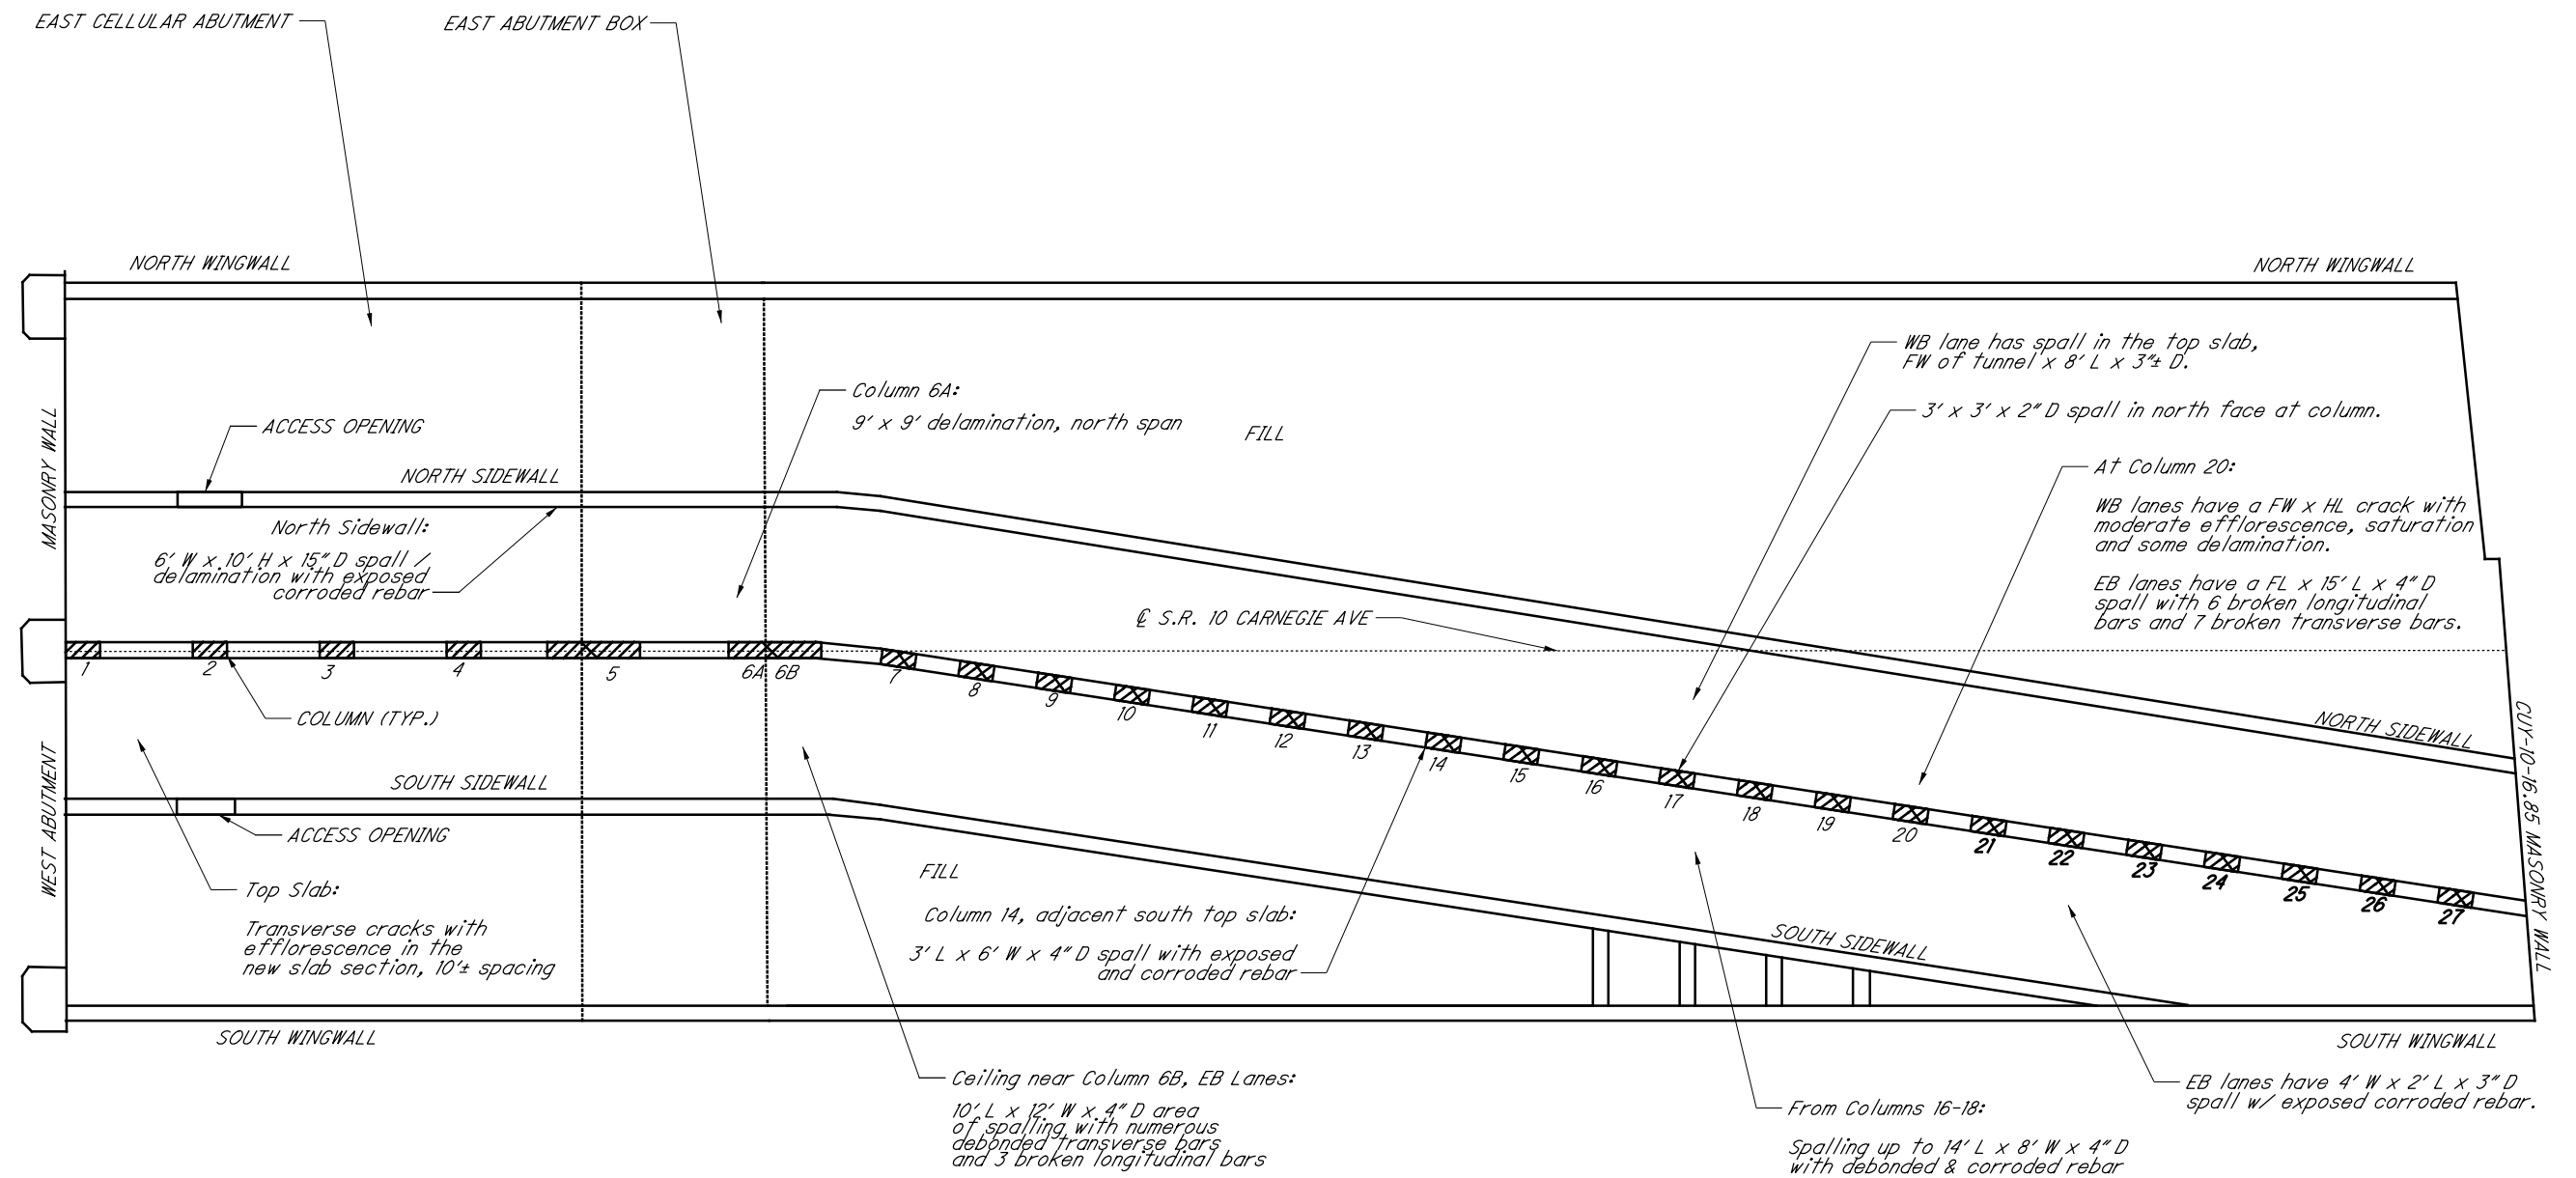 EAST CELLULAR ABUTMENT
EAST ABUTMENT BOX
NORTH WINGWALL
NORTH WINGWALL
WB lane has spall in the top slab,
FW of tunnel x 8' L x 3"± D.
Column 6A:
9' x 9' delamination, north span
FILL
3' x 3' x 2" D spall in north face at column.
ACCESS OPENING
MASONRY WALL
NORTH SIDEWALL
At Column 20:
WB lanes have a FW x HL crack with
moderate efflorescence, saturation
and some delamination.
EB lanes have a FL x 15' L x 4" D
spall with 6 broken longitudinal
bars and 7 broken transverse bars.
North Sidewall:
6' W x 10' H x 15" D spall /
delamination with exposed
corroded rebar
℄ S.R. 10 CARNEGIE AVE
1
2
3
4
5
6A 6B
7
8
9
10
11
12
13
14
15
16
17
18
19
20
21
22
23
24
25
26
27
COLUMN (TYP.)
NORTH SIDEWALL
CUY-10-16.85 MASONRY WALL
WEST ABUTMENT
SOUTH SIDEWALL
ACCESS OPENING
Top Slab:
Transverse cracks with
efflorescence in the
new slab section, 10'± spacing
FILL
Column 14, adjacent south top slab:
3' L x 6' W x 4" D spall with exposed
and corroded rebar
SOUTH SIDEWALL
SOUTH WINGWALL
SOUTH WINGWALL
Ceiling near Column 6B, EB Lanes:
10' L x 12' W x 4" D area
of spalling with numerous
debonded transverse bars
and 3 broken longitudinal bars
From Columns 16-18:
Spalling up to 14' L x 8' W x 4" D
with debonded & corroded rebar
EB lanes have 4' W x 2' L x 3" D
spall w/ exposed corroded rebar.